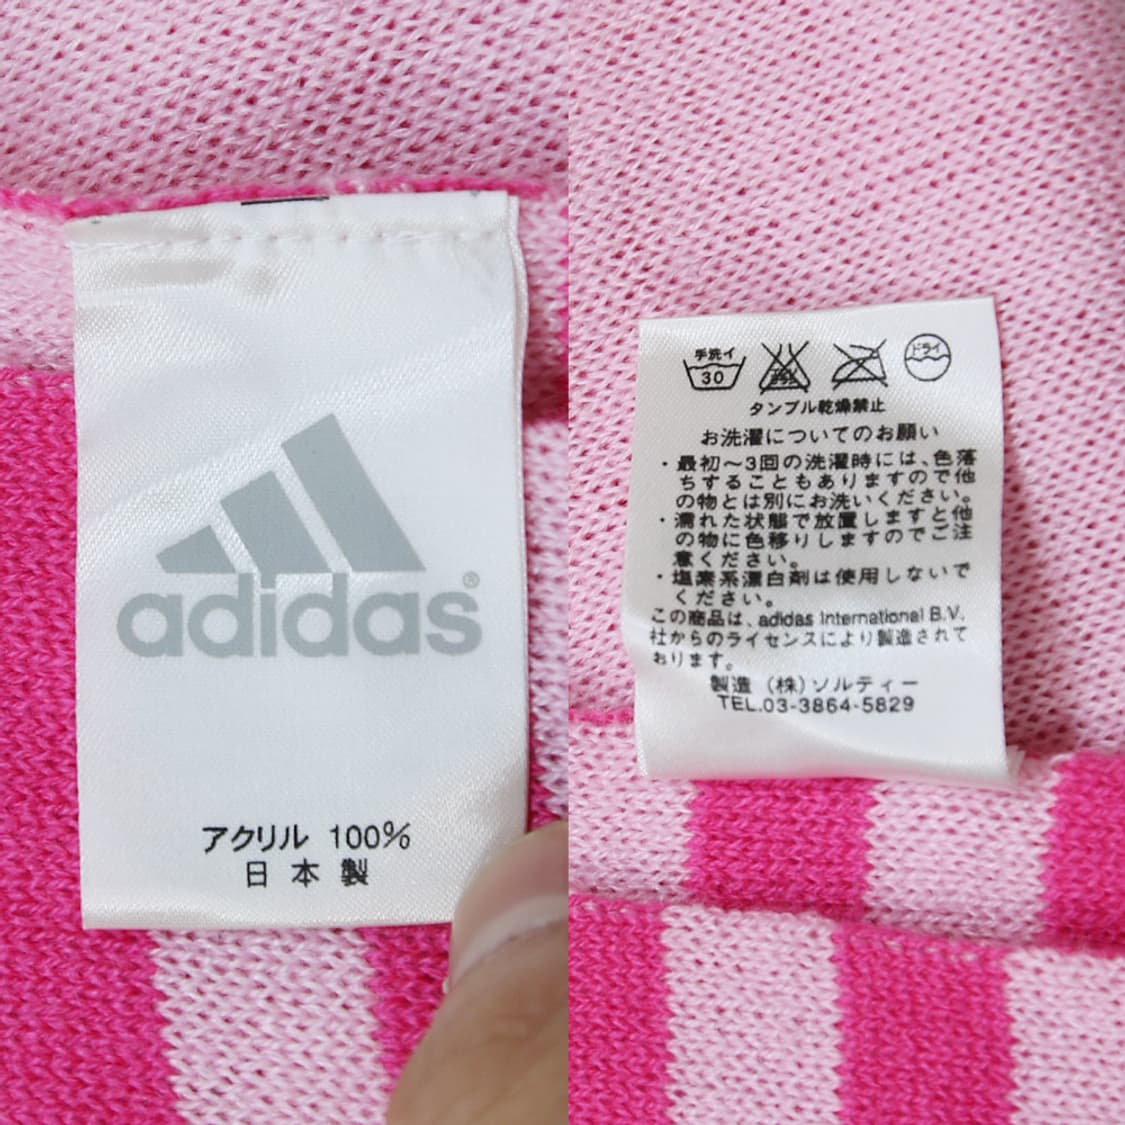 adidas®
アクリル 100%
日本製
手洗イ
30
エンソサラシ
ドライ
タンブル乾燥禁止
お洗濯についてのお願い
・最初～3回の洗濯時には、色落
ちすることもありますので他
の物とは別にお洗いください。
・濡れた状態で放置しますと他
の物に色移りしますのでご注
意ください。
・塩素系漂白剤は使用しないで
ください。
この商品は、adidas International B.V.
社からのライセンスにより製造されて
おります。
製造 (株)ソルティー
TEL.03-3864-5829